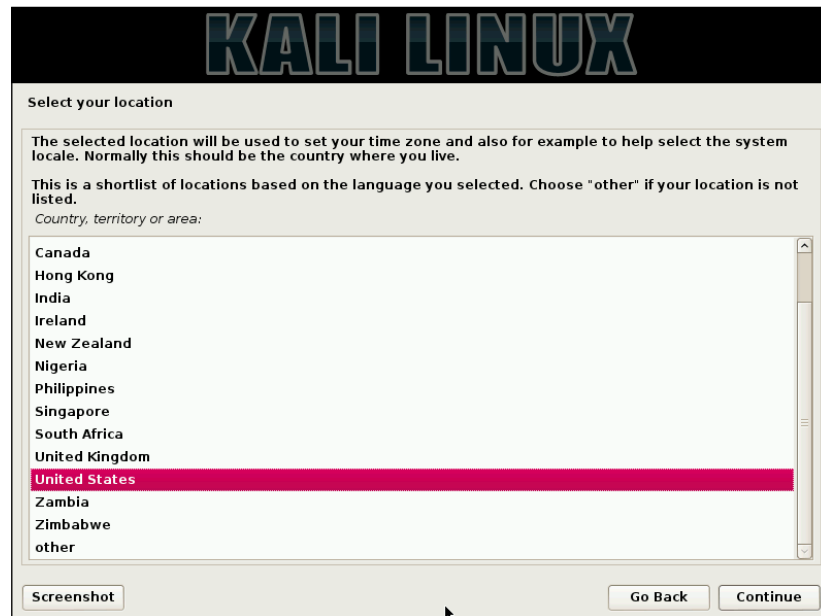 KALI LINUX
Select your location
The selected location will be used to set your time zone and also for example to help select the system
locale. Normally this should be the country where you live.
This is a shortlist of locations based on the language you selected. Choose "other" if your location is not
listed.
Country, territory or area:
Canada
Hong Kong
India
Ireland
New Zealand
Nigeria
Philippines
Singapore
South Africa
United Kingdom
United States
Zambia
Zimbabwe
other
Screenshot
Go Back
Continue